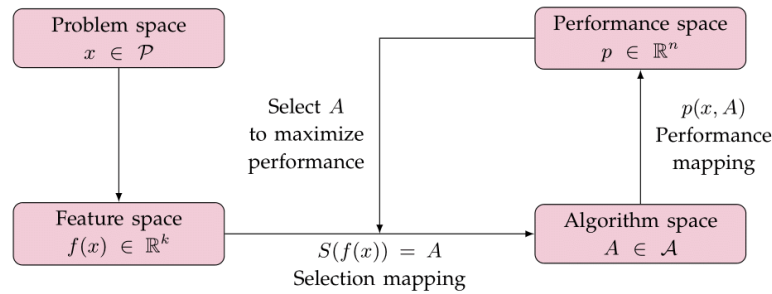 Problem space
x ∈ 𝒫
Performance space
p ∈ ℝⁿ
Select A
to maximize
performance
p(x, A)
Performance
mapping
Feature space
f(x) ∈ ℝᵏ
S(f(x)) = A
Selection mapping
Algorithm space
A ∈ 𝒜